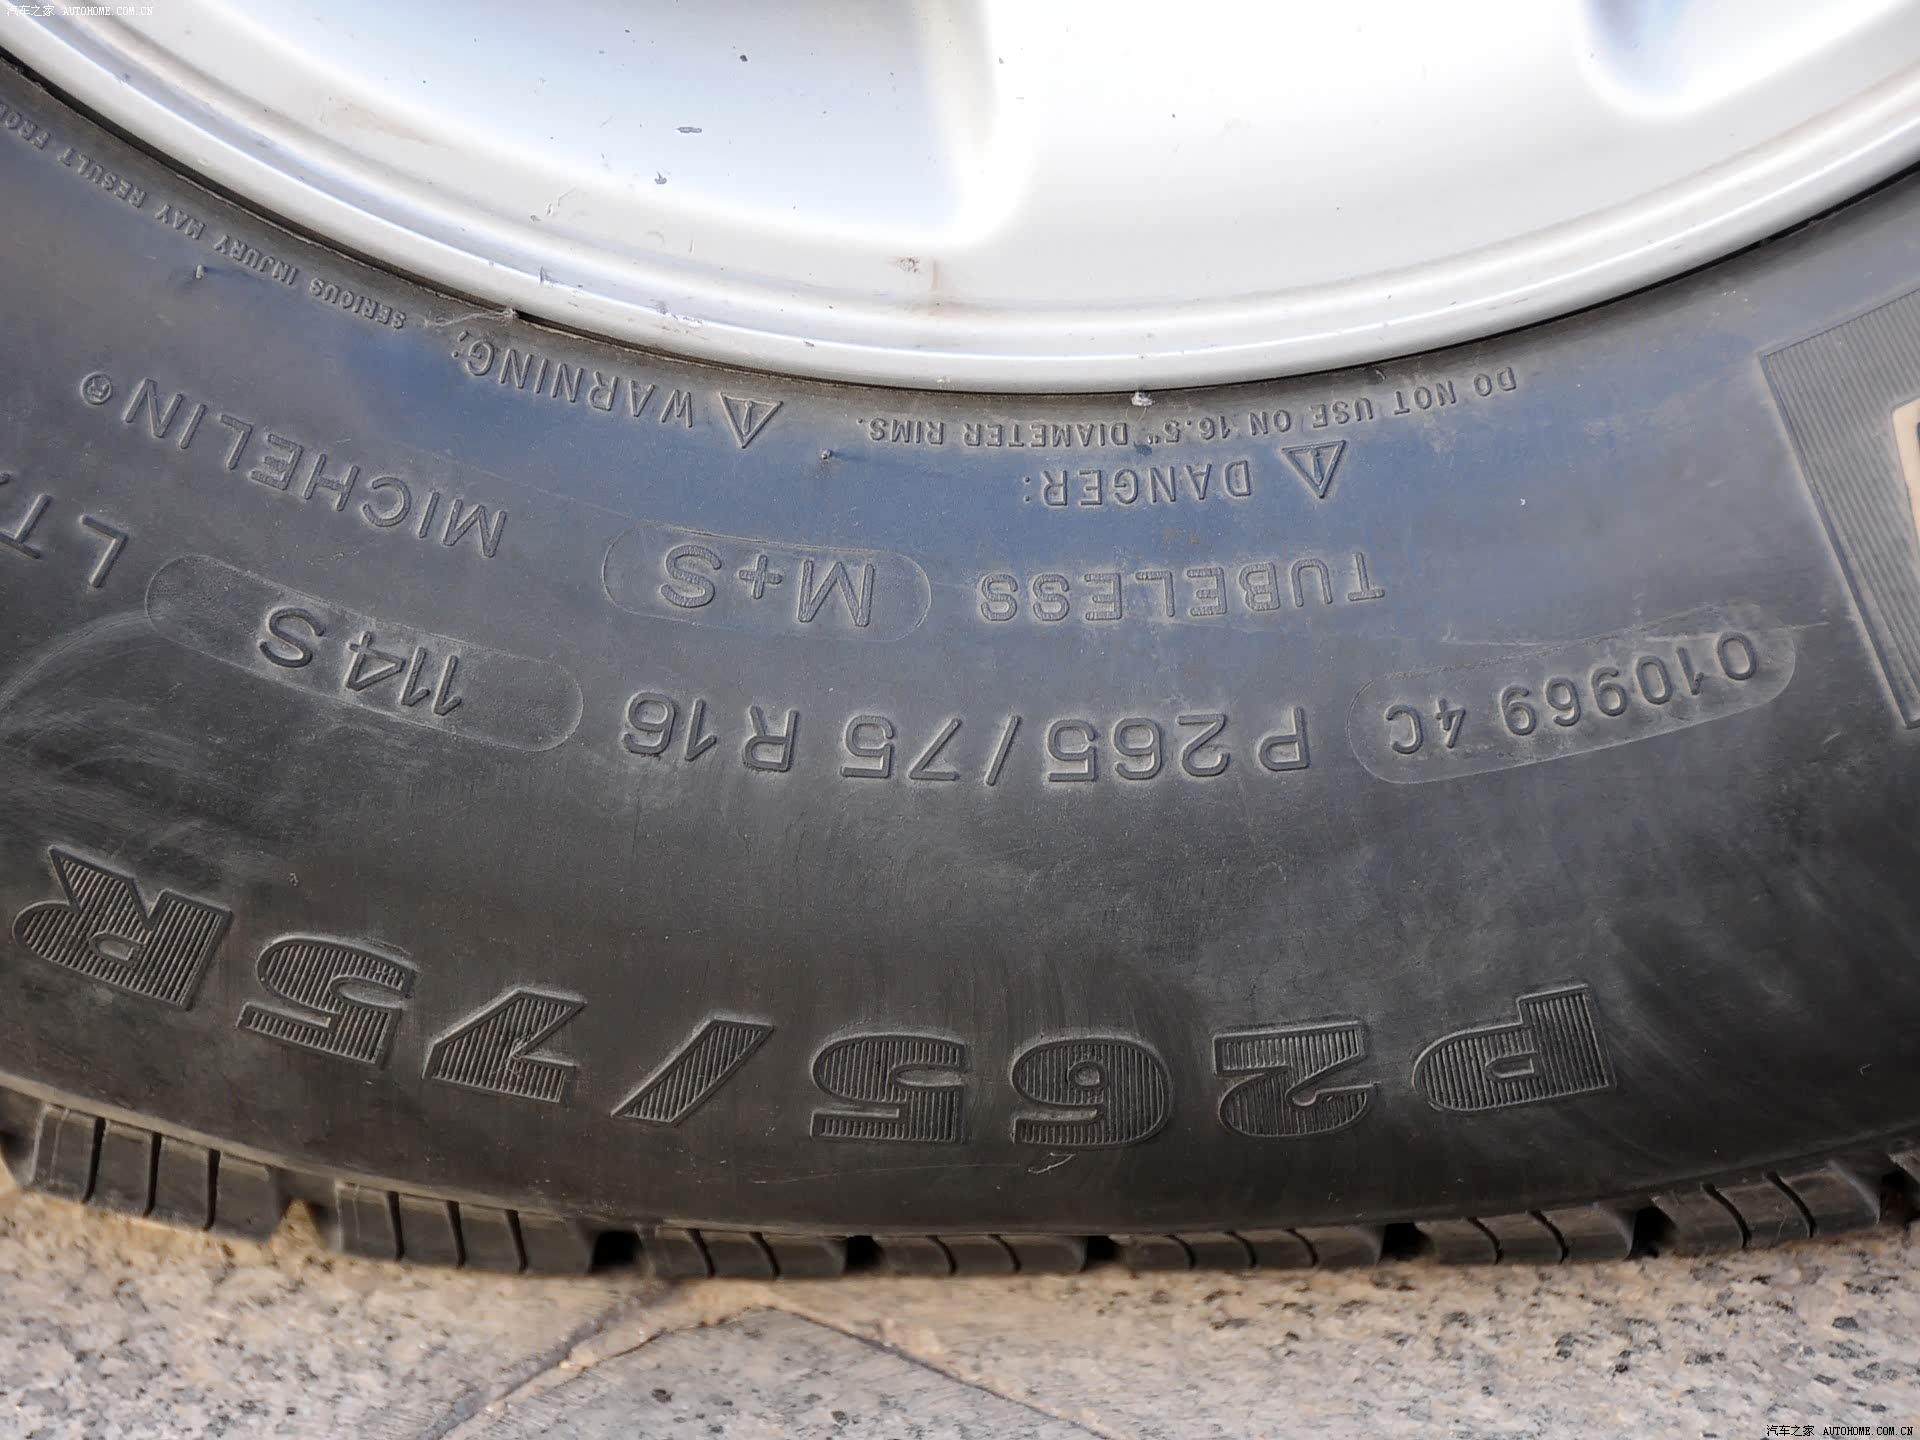 汽车之家 AUTOHOME.COM.CN
P265/75R
010969 4C P265/75 R16 114S
TUBELESS M+S MICHELIN® LT
⚠ DANGER:
DO NOT USE ON 16.5" DIAMETER RIMS.
⚠ WARNING:
SERIOUS INJURY MAY RESULT FROM
汽车之家 AUTOHOME.COM.CN